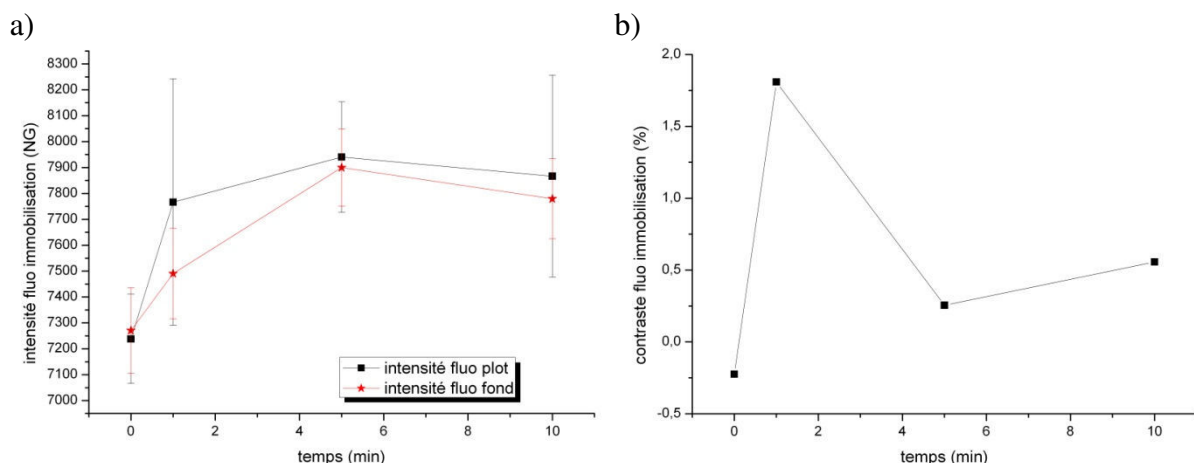 a)
8300
8200
8100
8000
7900
7800
7700
7600
7500
7400
7300
7200
7100
7000
intensité fluo immobilisation (NG)
intensité fluo plot
intensité fluo fond
0 2 4 6 8 10
temps (min)
b)
2,0
1,5
1,0
0,5
0,0
-0,5
contraste fluo immobilisation (%)
0 2 4 6 8 10
temps (min)